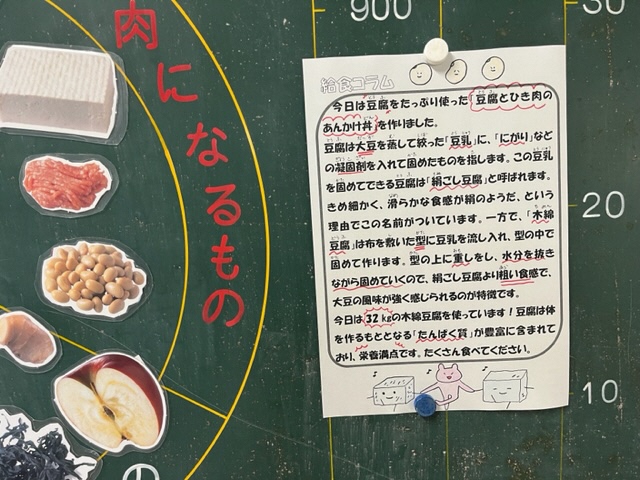 肉になるもの
900
30
20
10
の
給食コラム
今日は豆腐をたっぷり使った「豆腐とひき肉の
あんかけ丼」を作りました。
豆腐は大豆を蒸して絞った「豆乳」に、「にがり」など
の凝固剤を入れて固めたものを指します。この豆乳
を固めてできる豆腐は「絹ごし豆腐」と呼ばれます。
きめ細かく、滑らかな食感が絹のようだ、という
理由でこの名前がついています。一方で、「木綿
豆腐」は布を敷いた型に豆乳を流し入れ、型の中で
固めて作ります。型の上に重しをし、水分を抜き
ながら固めていくので、絹ごし豆腐より粗い食感で、
大豆の風味が強く感じられるのが特徴です。
今日は32kgの木綿豆腐を使っています！豆腐は体
を作るもととなる「たんぱく質」が豊富に含まれて
おり、栄養満点です。たくさん食べてください。